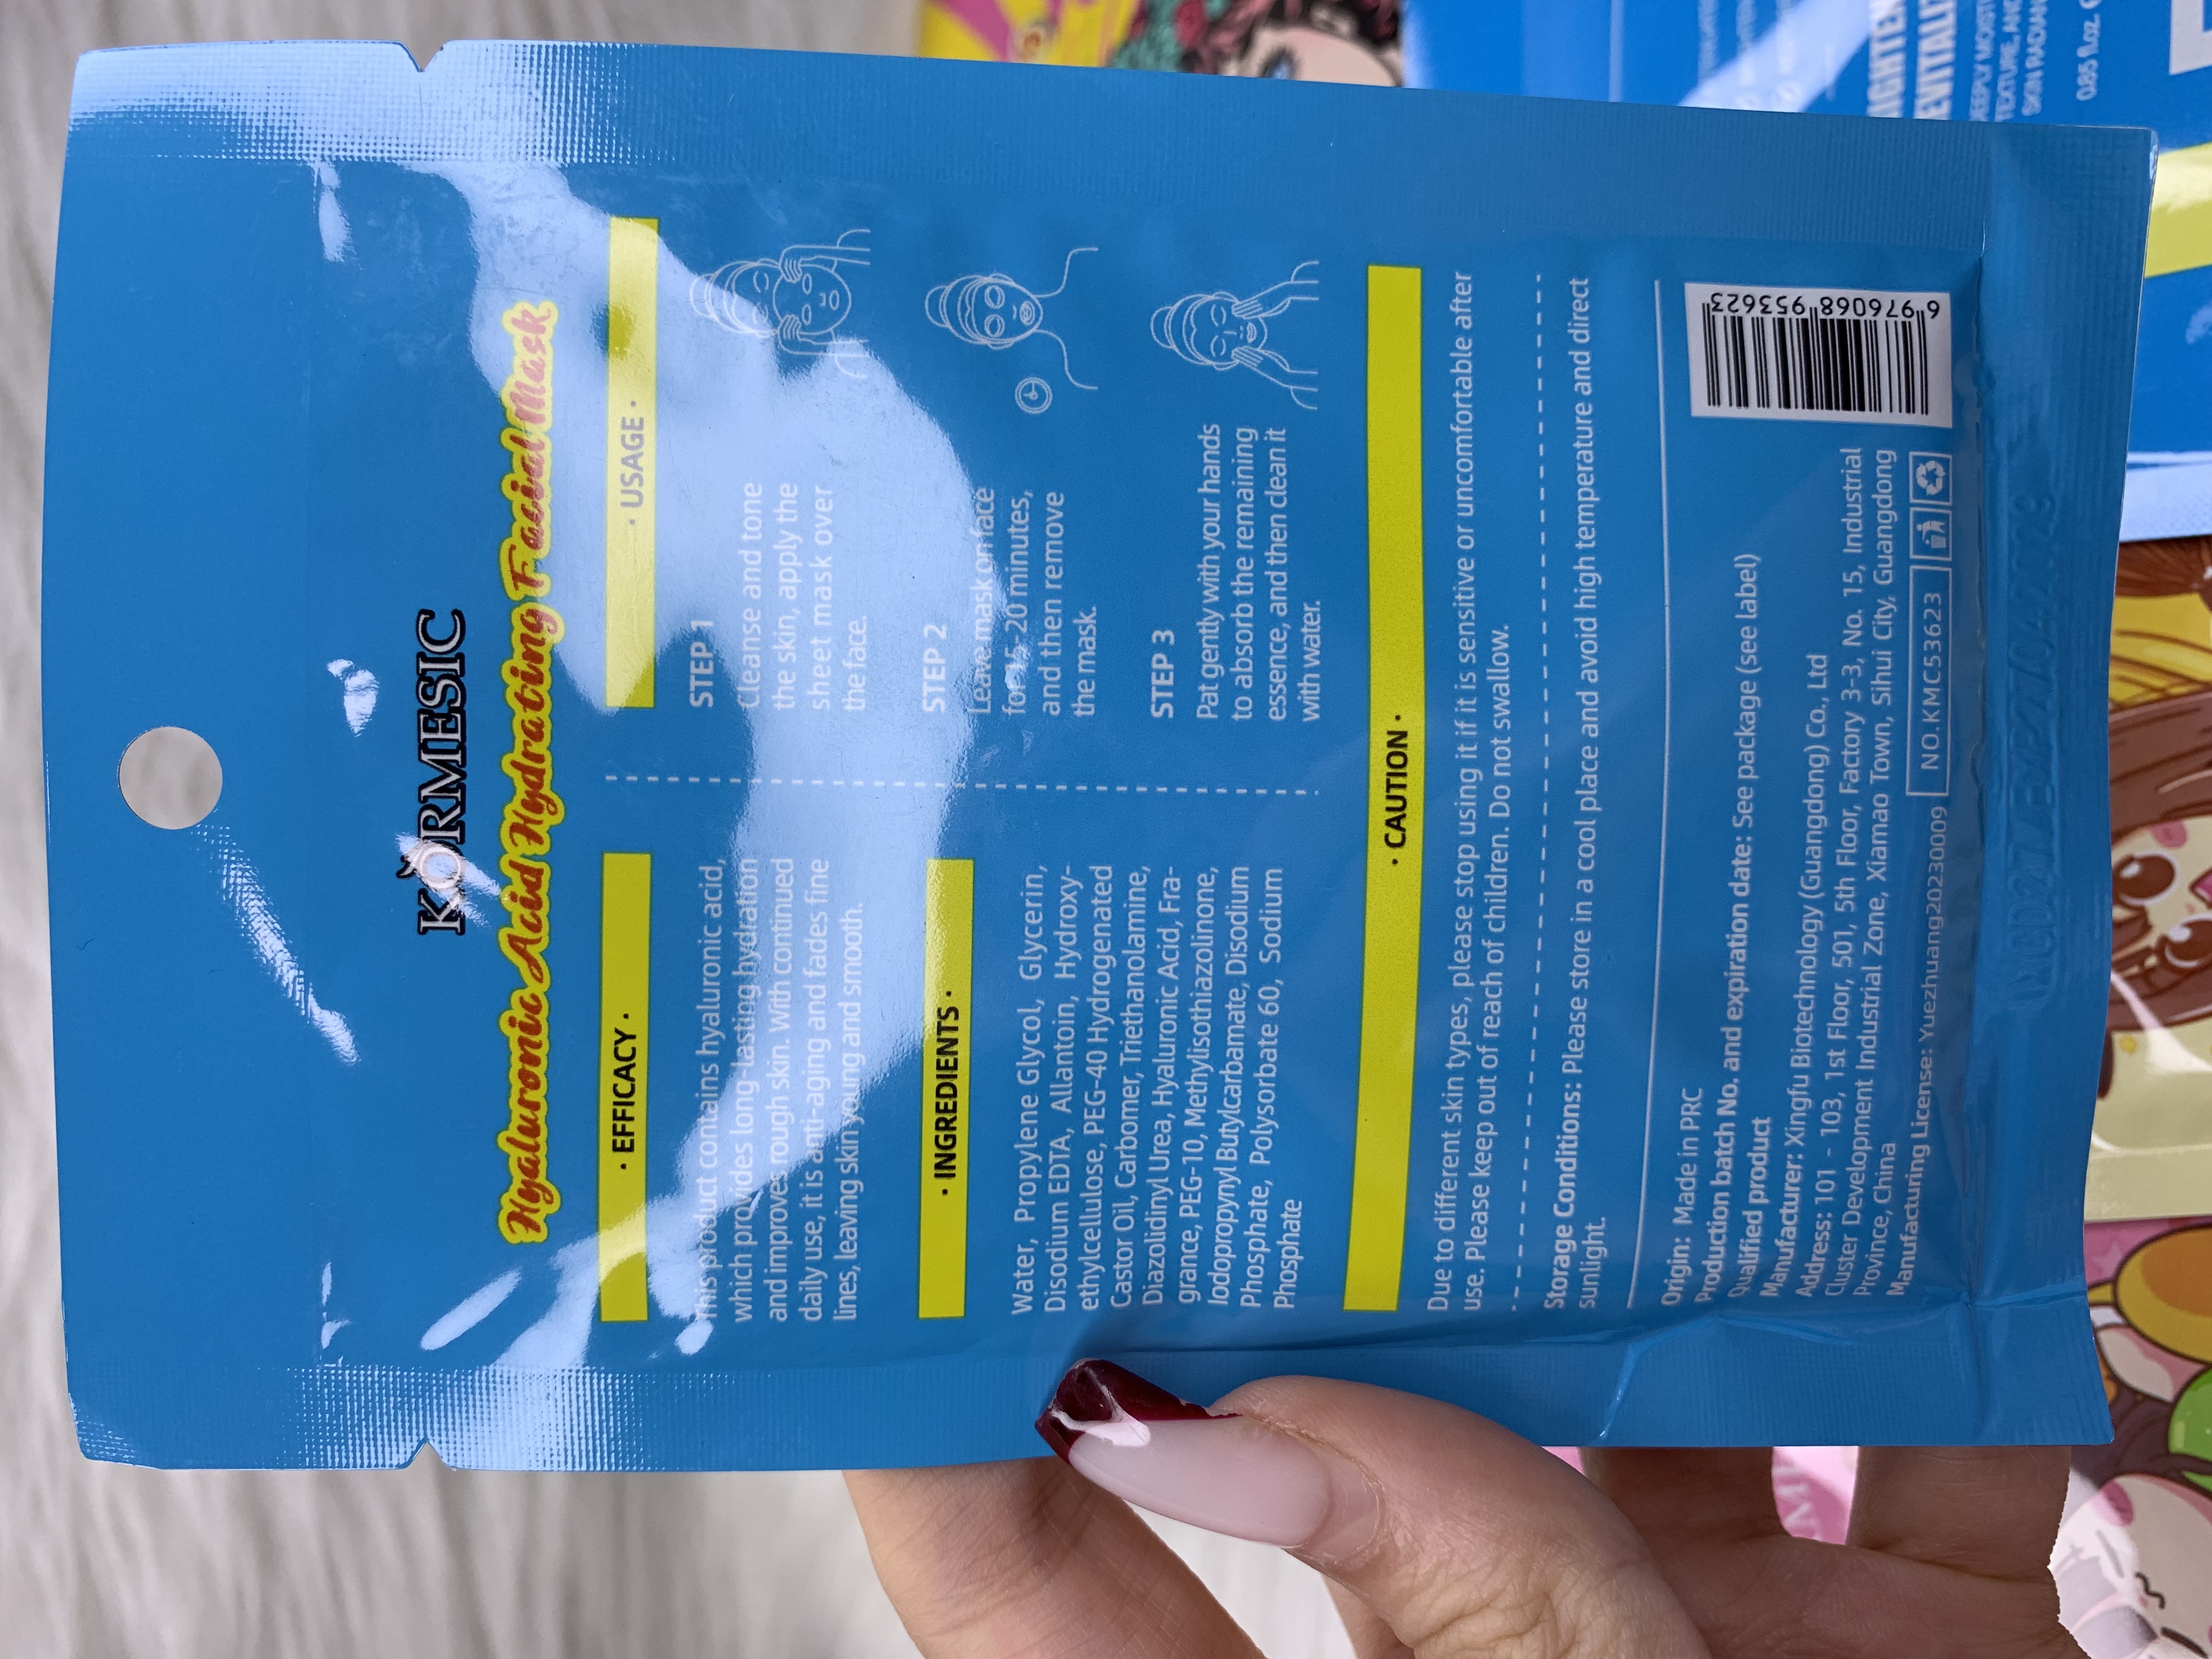 KORMESIC
Hyaluronic Acid Hydrating Facial Mask
· EFFICACY ·
This product contains hyaluronic acid,
which provides long-lasting hydration
and improves rough skin. With continued
daily use, it is anti-aging and fades fine
lines, leaving skin young and smooth.
· INGREDIENTS ·
Water, Propylene Glycol, Glycerin,
Disodium EDTA, Allantoin, Hydroxy-
ethylcellulose, PEG-40 Hydrogenated
Castor Oil, Carbomer, Triethanolamine,
Diazolidinyl Urea, Hyaluronic Acid, Fra-
grance, PEG-10, Methylisothiazolinone,
Iodopropynyl Butylcarbamate, Disodium
Phosphate, Polysorbate 60, Sodium
Phosphate
· USAGE ·
STEP 1
Cleanse and tone
the skin, apply the
sheet mask over
the face.
STEP 2
Leave mask on face
for 15-20 minutes,
and then remove
the mask.
STEP 3
Pat gently with your hands
to absorb the remaining
essence, and then clean it
with water.
· CAUTION ·
Due to different skin types, please stop using it if it is sensitive or uncomfortable after
use. Please keep out of reach of children. Do not swallow.
Storage Conditions: Please store in a cool place and avoid high temperature and direct
sunlight.
Origin: Made in PRC
Production batch No. and expiration date: See package (see label)
Qualified product
Manufacturer: Xingfu Biotechnology (Guangdong) Co., Ltd
Address: 101 - 103, 1st Floor, 501, 5th Floor, Factory 3-3, No. 15, Industrial
Cluster Development Industrial Zone, Xiamao Town, Sihui City, Guangdong
Province, China
Manufacturing License: Yuezhuang20230009
NO.KMC53623
6 976068 953623
TEXTURE, AND
SKIN RADIAN
0.85 fl.oz